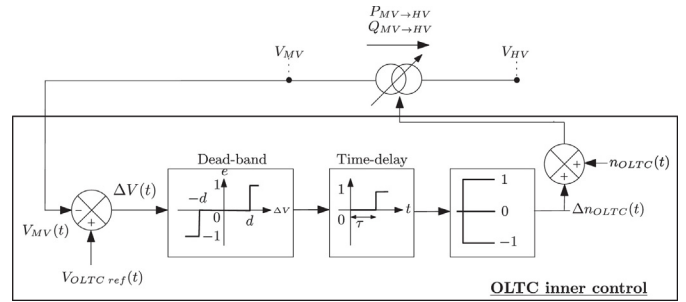 P_{MV→HV}
Q_{MV→HV}
V_{MV}
V_{HV}
Dead-band
Time-delay
e
1
-d
0
d
ΔV
-1
1
0
τ
t
1
0
-1
ΔV(t)
-
+
V_{MV}(t)
V_{OLTC ref}(t)
+
+
n_{OLTC}(t)
Δn_{OLTC}(t)
OLTC inner control